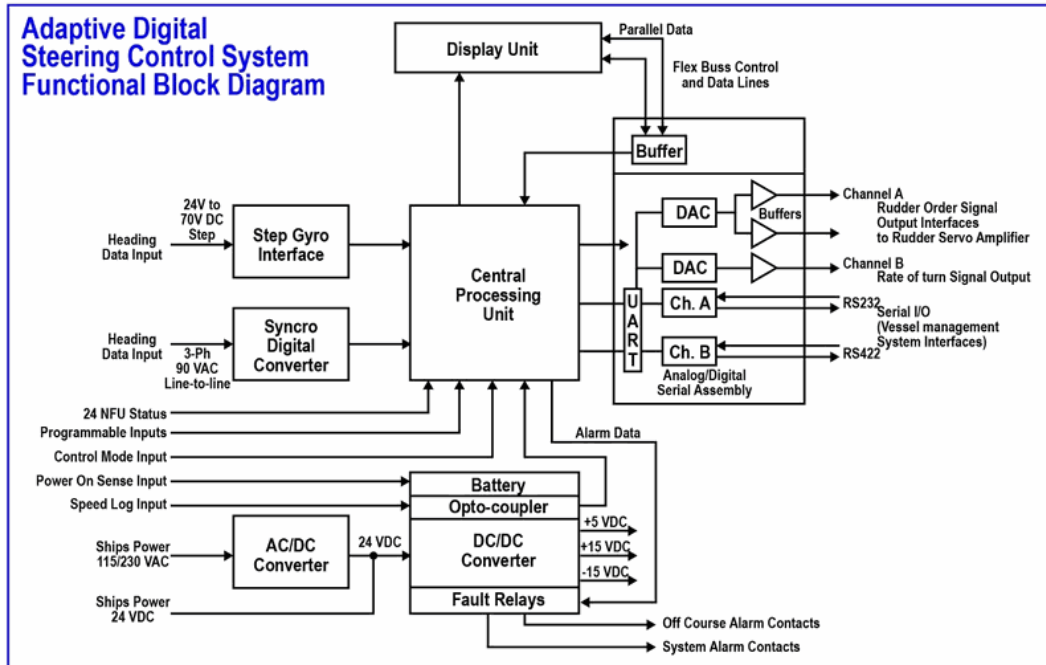 Adaptive Digital
Steering Control System
Functional Block Diagram
Display Unit
Parallel Data
Flex Buss Control
and Data Lines
Buffer
24V to
70V DC
Step
Heading
Data Input
Step Gyro
Interface
Central
Processing
Unit
DAC
Buffers
Channel A
Rudder Order Signal
Output Interfaces
to Rudder Servo Amplifier
DAC
Channel B
Rate of turn Signal Output
UART
Ch. A
RS232
Serial I/O
(Vessel management
System Interfaces)
Ch. B
RS422
Analog/Digital
Serial Assembly
Heading
Data Input
3-Ph
90 VAC
Line-to-line
Syncro
Digital
Converter
24 NFU Status
Programmable Inputs
Control Mode Input
Alarm Data
Power On Sense Input
Battery
Speed Log Input
Opto-coupler
Ships Power
115/230 VAC
AC/DC
Converter
24 VDC
DC/DC
Converter
+5 VDC
+15 VDC
-15 VDC
Ships Power
24 VDC
Fault Relays
Off Course Alarm Contacts
System Alarm Contacts